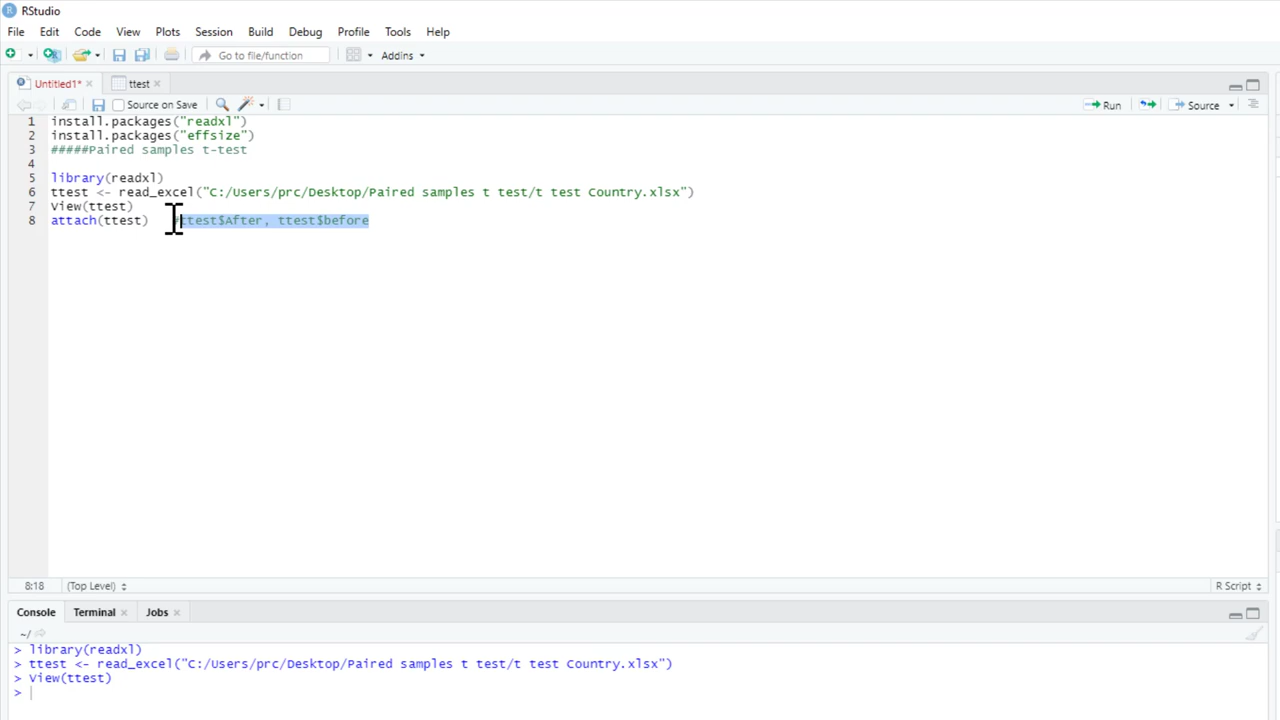 RStudio
File Edit Code View Plots Session Build Debug Profile Tools Help
Go to file/function Addins
Untitled1* ttest
Source on Save Run Source
1 install.packages("readxl")
2 install.packages("effsize")
3 #####Paired samples t-test
4
5 library(readxl)
6 ttest <- read_excel("C:/Users/prc/Desktop/Paired samples t test/t test Country.xlsx")
7 View(ttest)
8 attach(ttest) #ttest$After, ttest$before
8:18 (Top Level) R Script
Console Terminal Jobs
~/
> library(readxl)
> ttest <- read_excel("C:/Users/prc/Desktop/Paired samples t test/t test Country.xlsx")
> View(ttest)
>